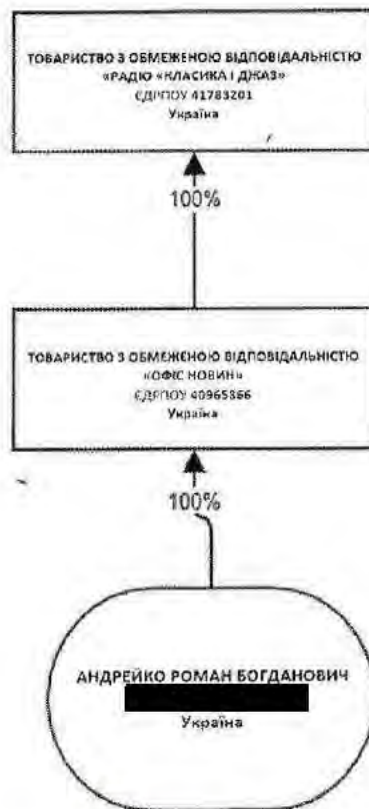 ТОВАРИСТВО З ОБМЕЖЕНОЮ ВІДПОВІДАЛЬНІСТЮ
«РАДІО «КЛАСИКА І ДЖАЗ»
ЄДРПОУ 41783201
Україна
100%
ТОВАРИСТВО З ОБМЕЖЕНОЮ ВІДПОВІДАЛЬНІСТЮ
«ОФІС НОВИН»
ЄДРПОУ 40965866
Україна
100%
АНДРЕЙКО РОМАН БОГДАНОВИЧ
Україна